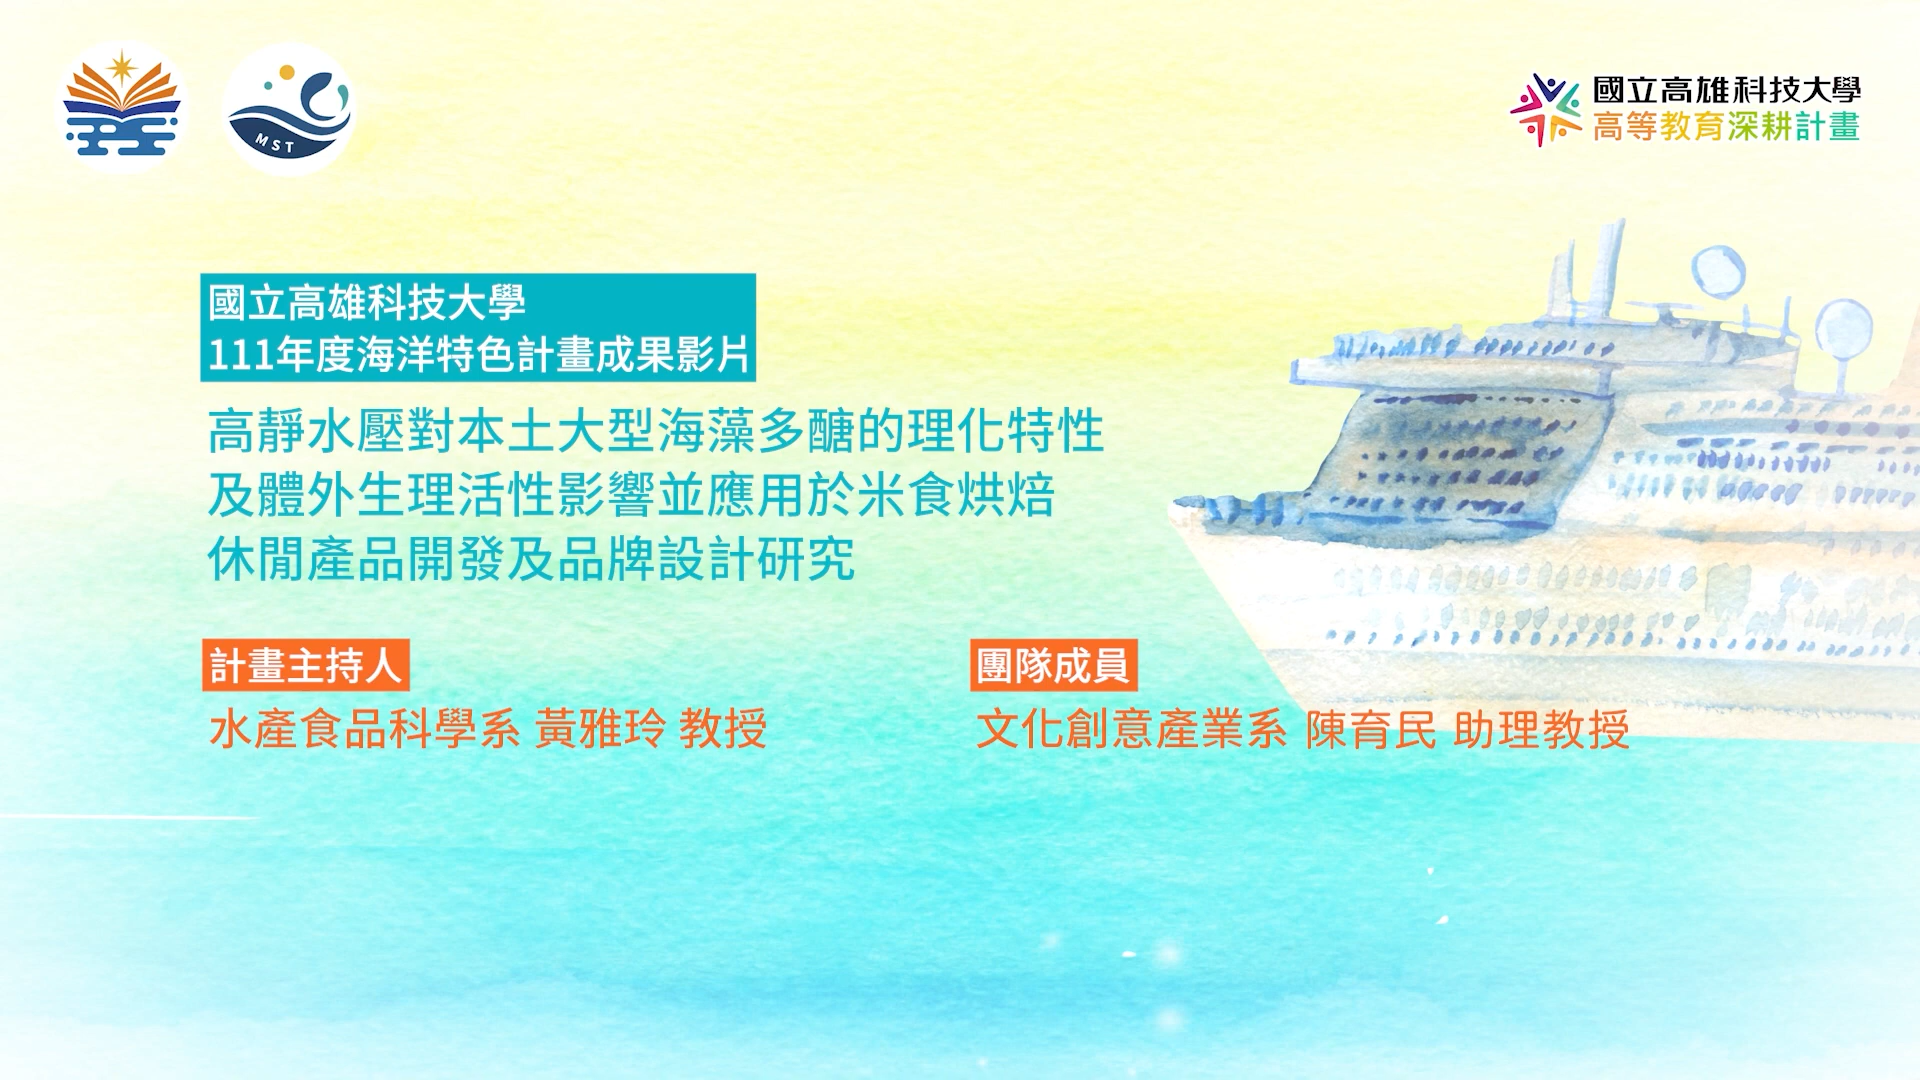 MST
國立高雄科技大學
高等教育深耕計畫
國立高雄科技大學
111年度海洋特色計畫成果影片
高靜水壓對本土大型海藻多醣的理化特性
及體外生理活性影響並應用於米食烘焙
休閒產品開發及品牌設計研究
計畫主持人
水產食品科學系 黃雅玲 教授
團隊成員
文化創意產業系 陳育民 助理教授